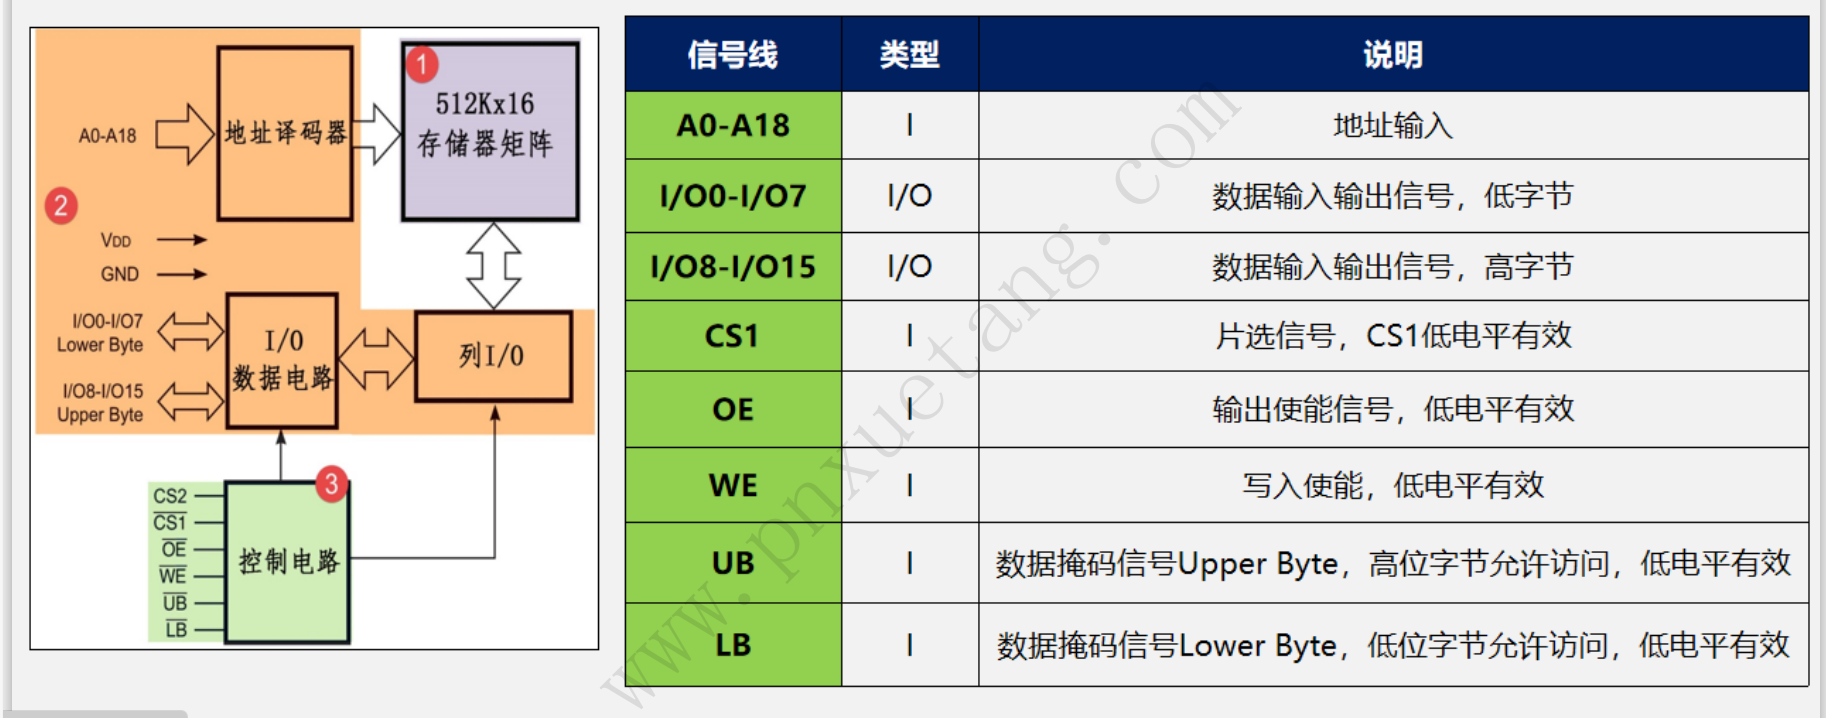 1
512Kx16
存储器矩阵
A0-A18
地址译码器
2
VDD
GND
I/O0-I/O7
Lower Byte
I/O8-I/O15
Upper Byte
I/O
数据电路
列I/O
3
CS2
CS1
OE
WE
UB
LB
控制电路
信号线 类型 说明
A0-A18 I 地址输入
I/O0-I/O7 I/O 数据输入输出信号，低字节
I/O8-I/O15 I/O 数据输入输出信号，高字节
CS1 I 片选信号，CS1低电平有效
OE I 输出使能信号，低电平有效
WE I 写入使能，低电平有效
UB I 数据掩码信号Upper Byte，高位字节允许访问，低电平有效
LB I 数据掩码信号Lower Byte，低位字节允许访问，低电平有效
www.pnxuetang.com